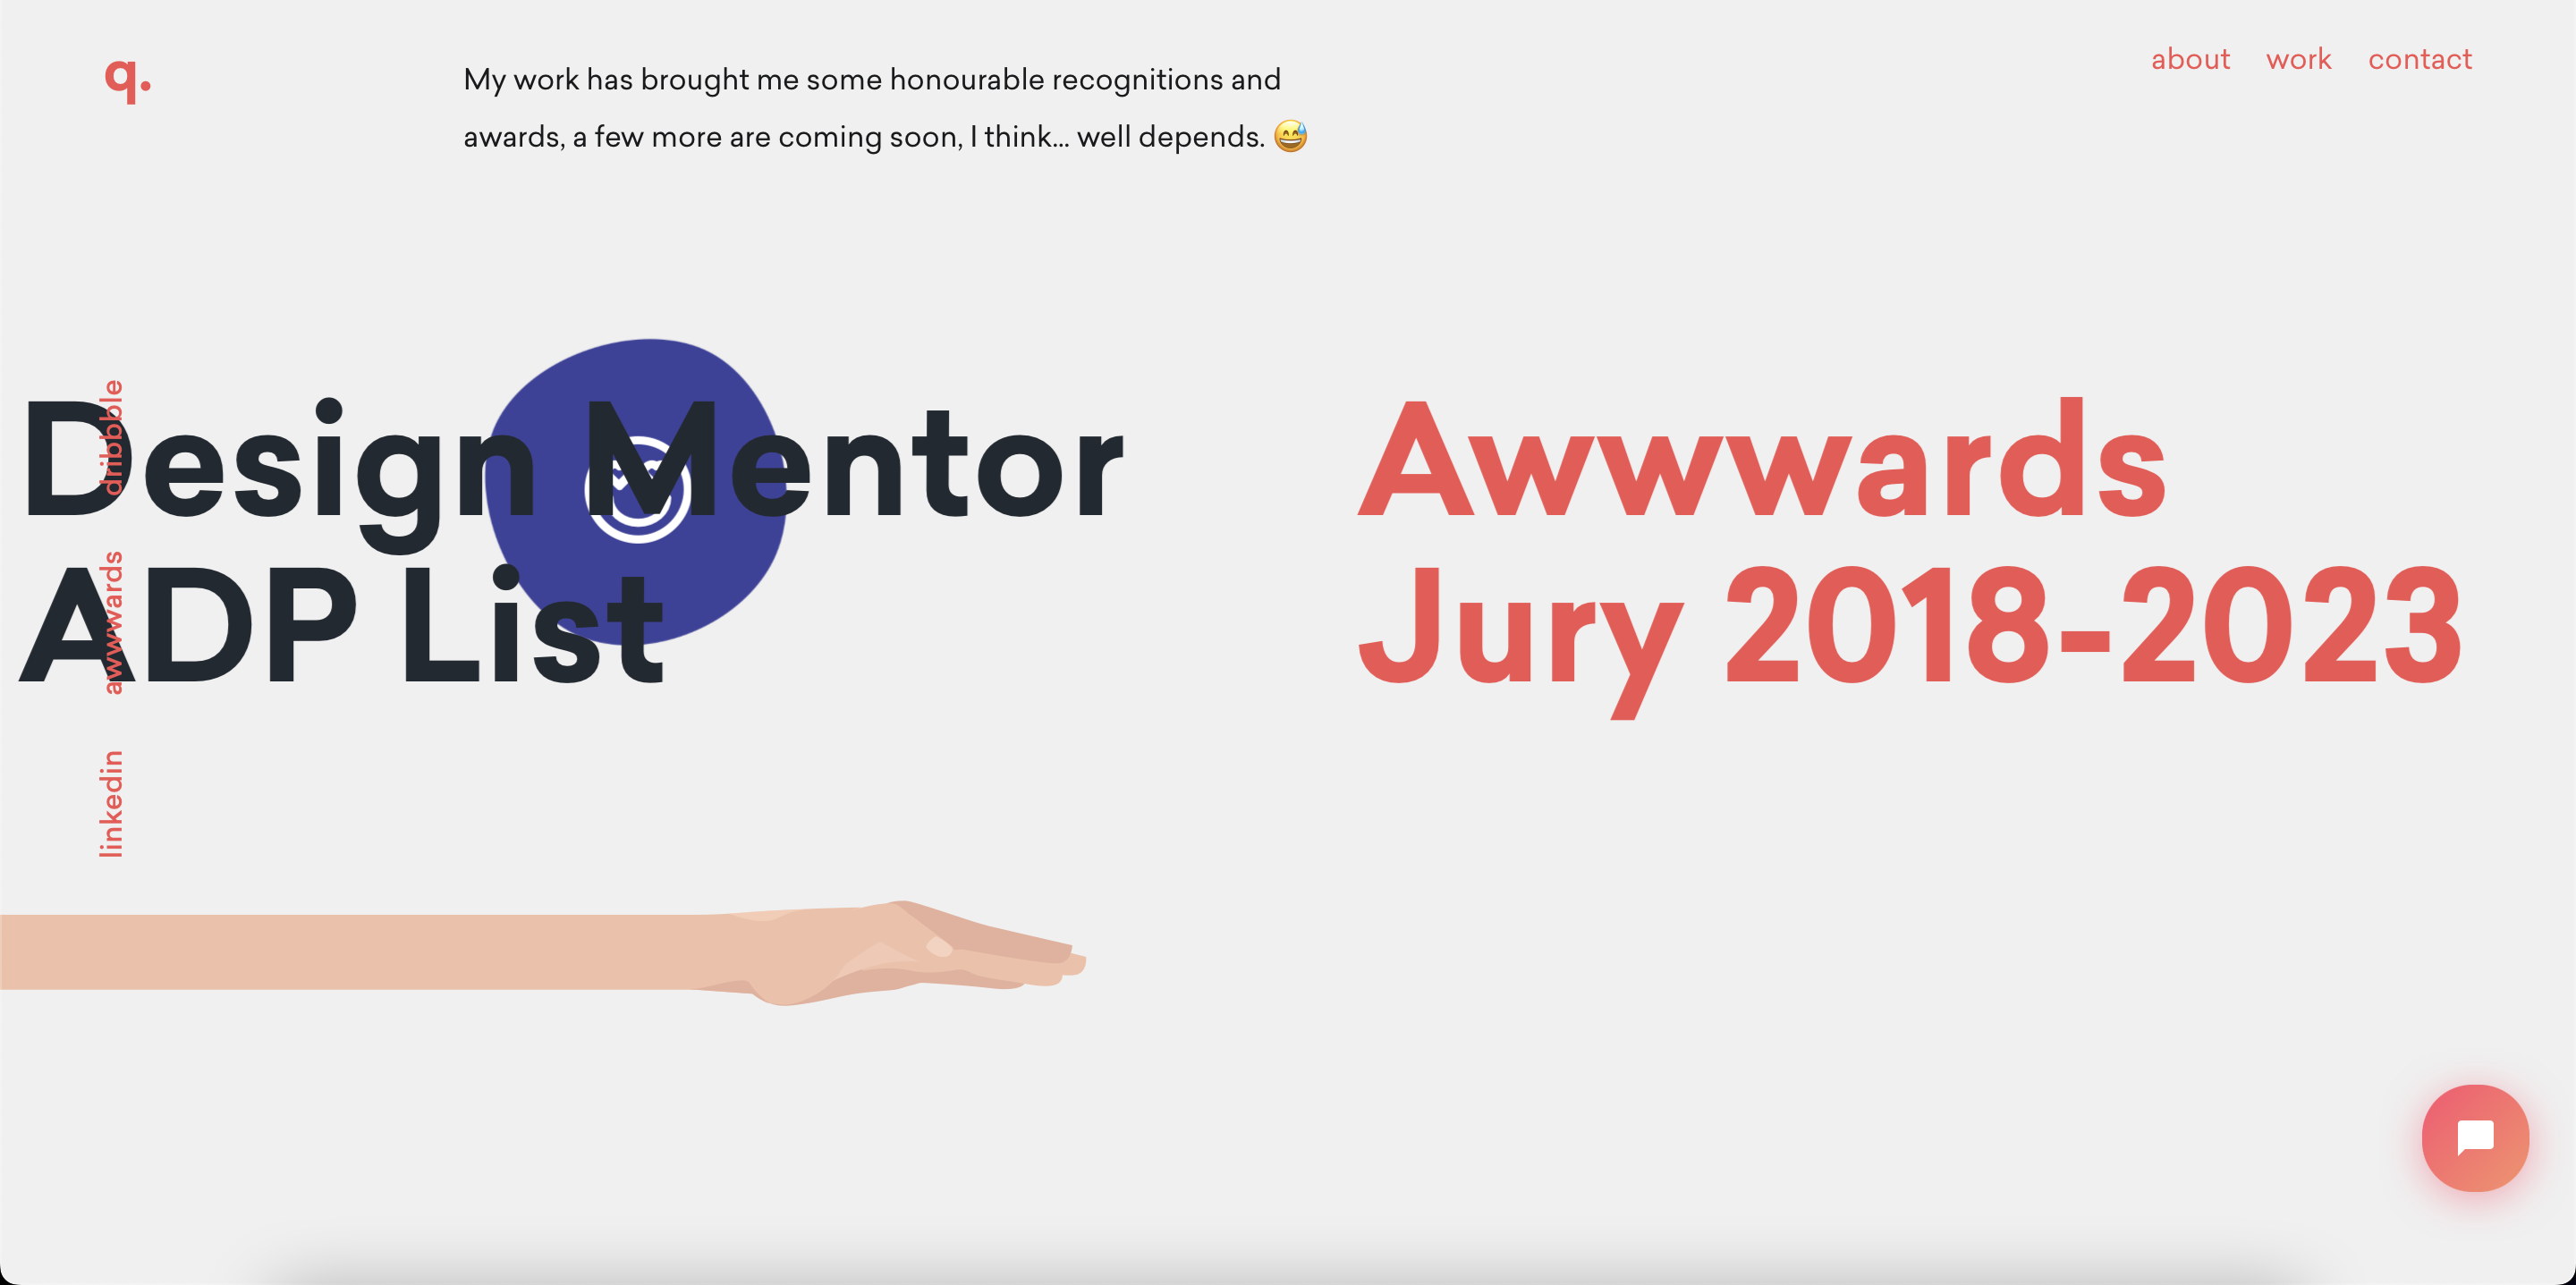 q.
about work contact
My work has brought me some honourable recognitions and
awards, a few more are coming soon, I think... well depends. 😅
Design Mentor
ADP List
Awwwards
Jury 2018-2023
dribbble
awwwards
linkedin